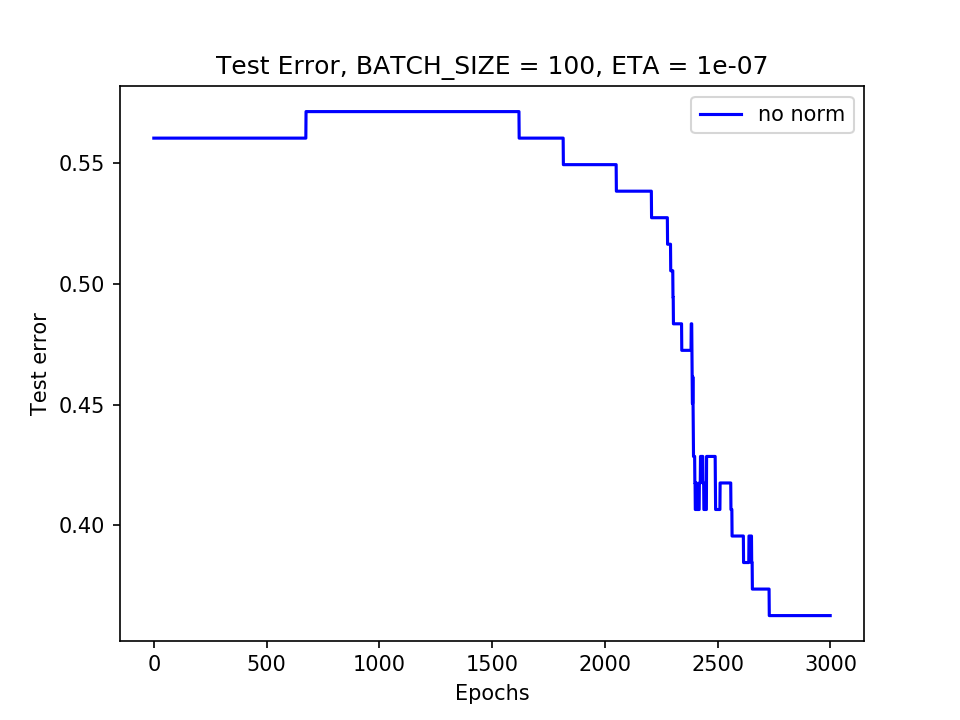 Test Error, BATCH_SIZE = 100, ETA = 1e-07
no norm
0.55
0.50
0.45
0.40
Test error
0 500 1000 1500 2000 2500 3000
Epochs